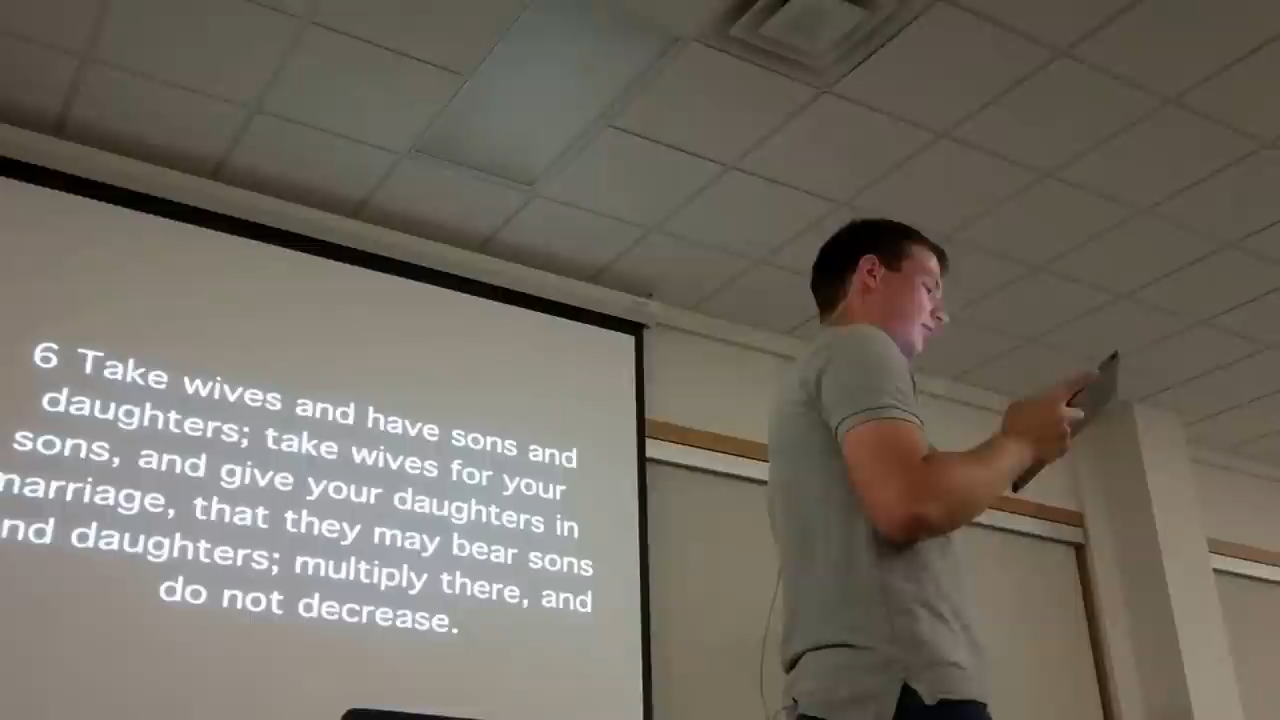 6 Take wives and have sons and
daughters; take wives for your
sons, and give your daughters in
marriage, that they may bear sons
nd daughters; multiply there, and
do not decrease.